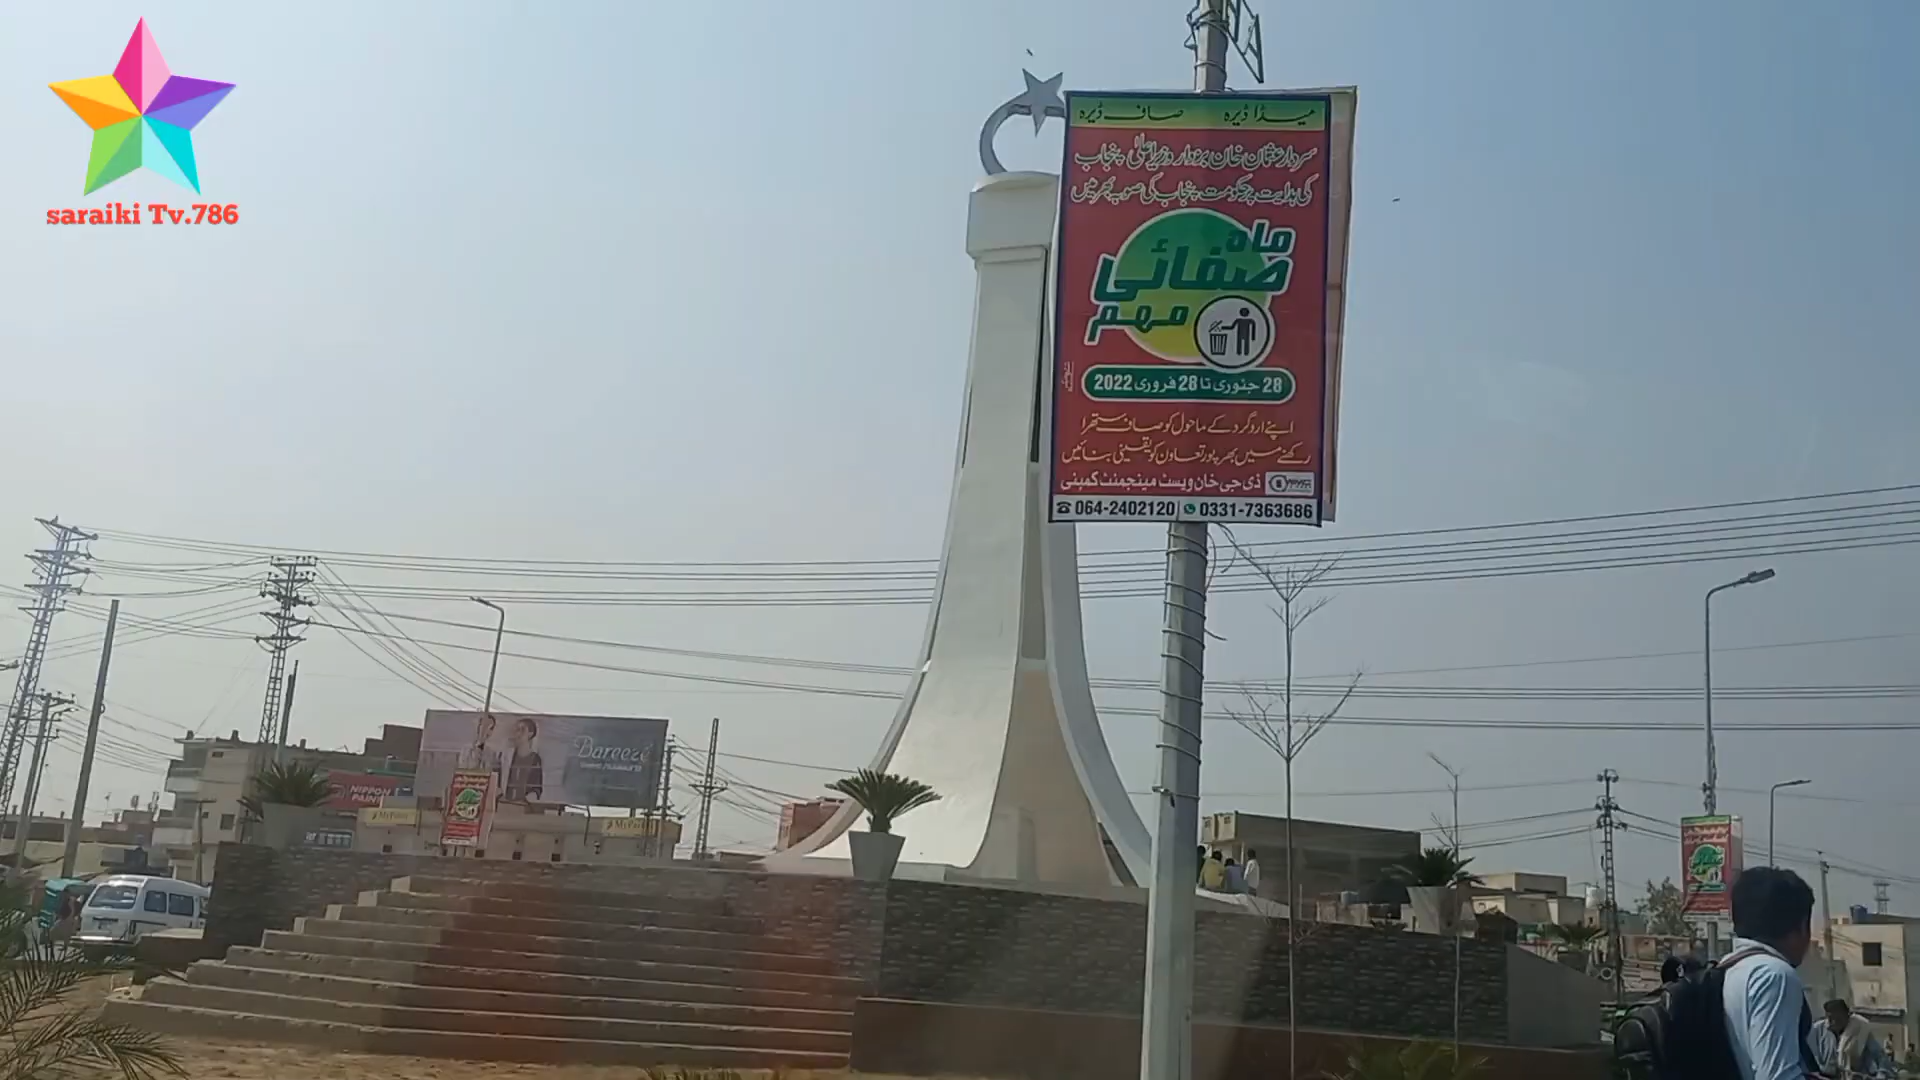 saraiki Tv.786
میڈا ڈیرہ صاف ڈیرہ
سردار عثمان خان بزدار وزیراعلیٰ پنجاب
کی ہدایت پر حکومت پنجاب کی صوبہ بھر میں
ماہ
صفائی
مہم
28 جنوری تا 28 فروری 2022
اپنے اردگرد کے ماحول کو صاف ستھرا
رکھنے میں بھرپور تعاون کو یقینی بنائیں
ڈی جی خان ویسٹ مینجمنٹ کمپنی
064-2402120 0331-7363686
Bareeze
NIPPON
PAINT